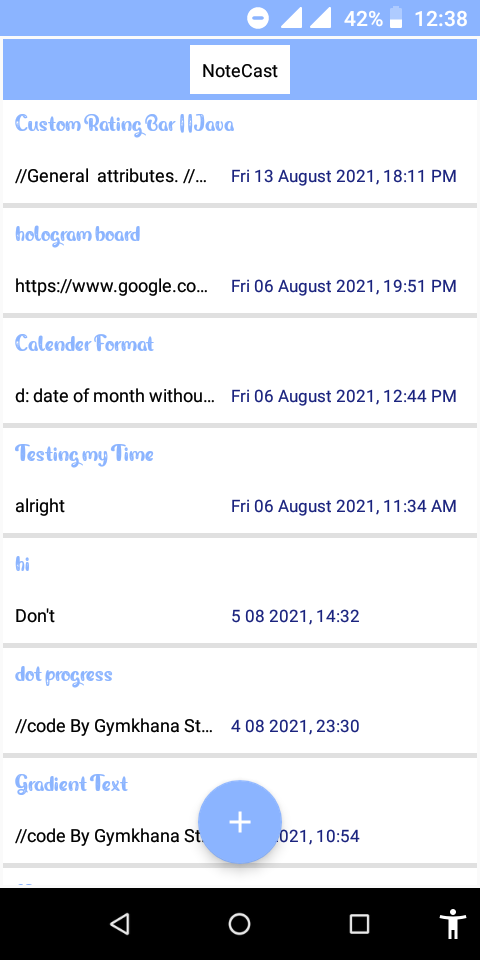 42% 12:38
NoteCast
Custom Rating Bar ||Java
//General  attributes. //... Fri 13 August 2021, 18:11 PM
hologram board
https://www.google.co... Fri 06 August 2021, 19:51 PM
Calender Format
d: date of month withou... Fri 06 August 2021, 12:44 PM
Testing my Time
alright Fri 06 August 2021, 11:34 AM
hi
Don't 5 08 2021, 14:32
dot progress
//code By Gymkhana St... 4 08 2021, 23:30
Gradient Text
//code By Gymkhana St 021, 10:54